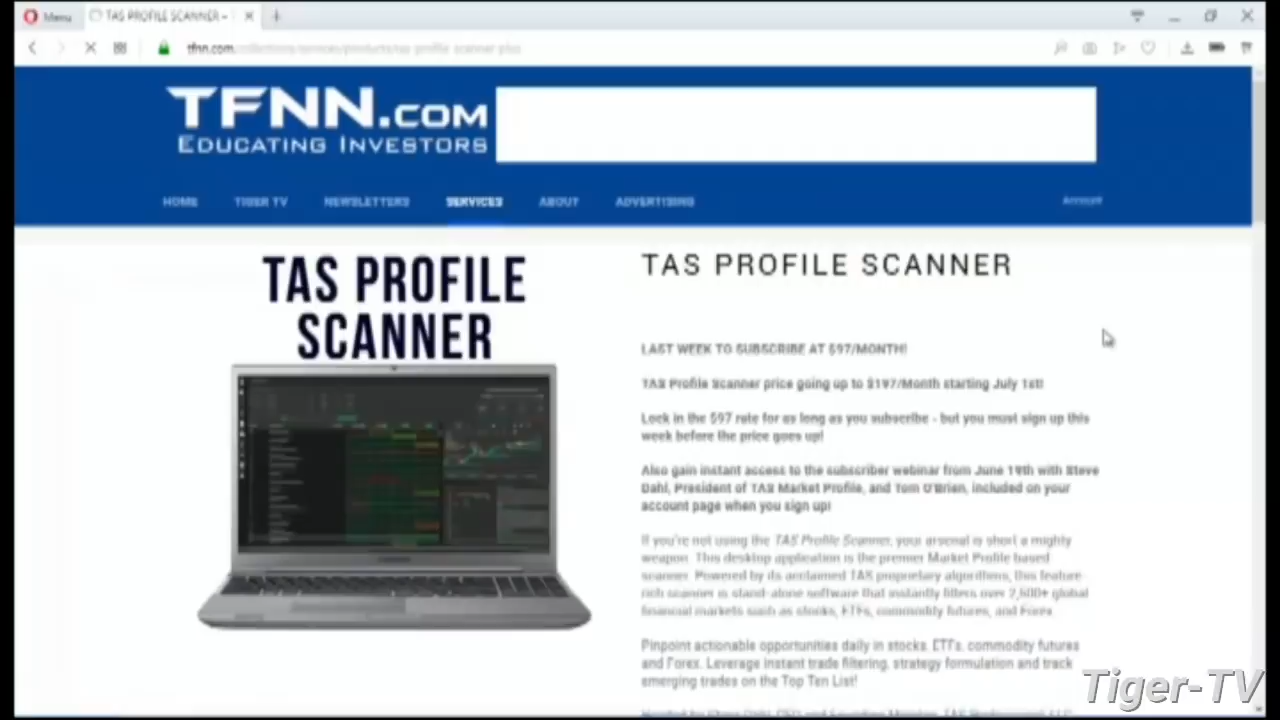 Menu
TAS PROFILE SCANNER –
tfnn.com/collections/services/products/tas-profile-scanner-plus
TFNN.COM
EDUCATING INVESTORS
HOME TIGER TV NEWSLETTERS SERVICES ABOUT ADVERTISING Account
TAS PROFILE
SCANNER
TAS PROFILE SCANNER
LAST WEEK TO SUBSCRIBE AT $97/MONTH!
TAS Profile Scanner price going up to $197/Month starting July 1st!
Lock in the $97 rate for as long as you subscribe - but you must sign up this
week before the price goes up!
Also gain instant access to the subscriber webinar from June 19th with Steve
Dahl, President of TAS Market Profile, and Tom O'Brien, included on your
account page when you sign up!
If you're not using the TAS Profile Scanner, your arsenal is short a mighty
weapon. This desktop application is the premier Market Profile based
scanner. Powered by its acclaimed TAS proprietary algorithms, this feature-
rich scanner is stand-alone software that instantly filters over 2,500+ global
financial markets such as stocks, ETFs, commodity futures, and Forex.
Pinpoint actionable opportunities daily in stocks, ETFs, commodity futures
and Forex. Leverage instant trade filtering, strategy formulation and track
emerging trades on the Top Ten List!
Tiger-TV